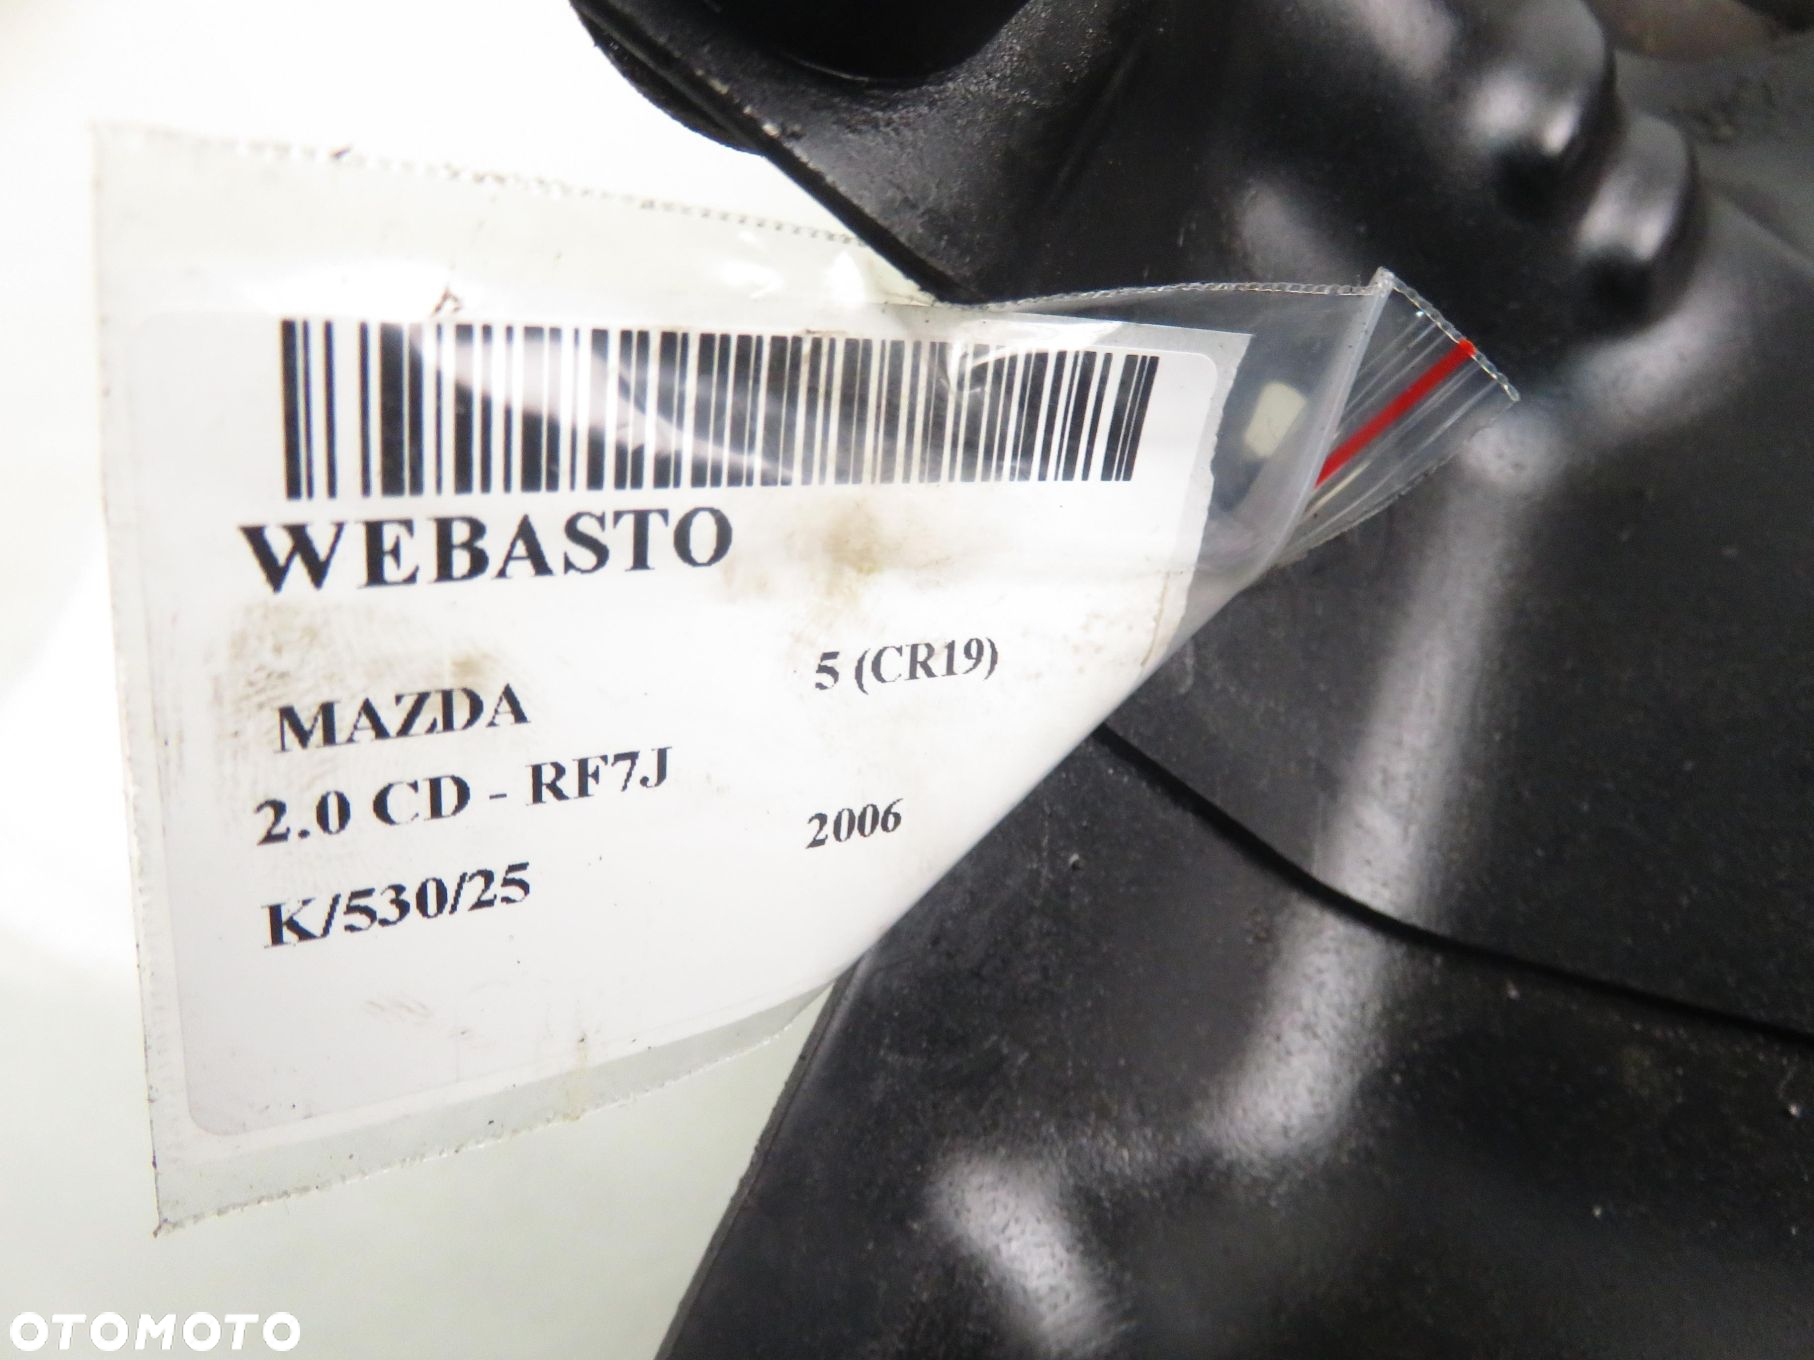 WEBASTO
MAZDA 5 (CR19)
2.0 CD - RF7J 2006
K/530/25
OTOMOTO